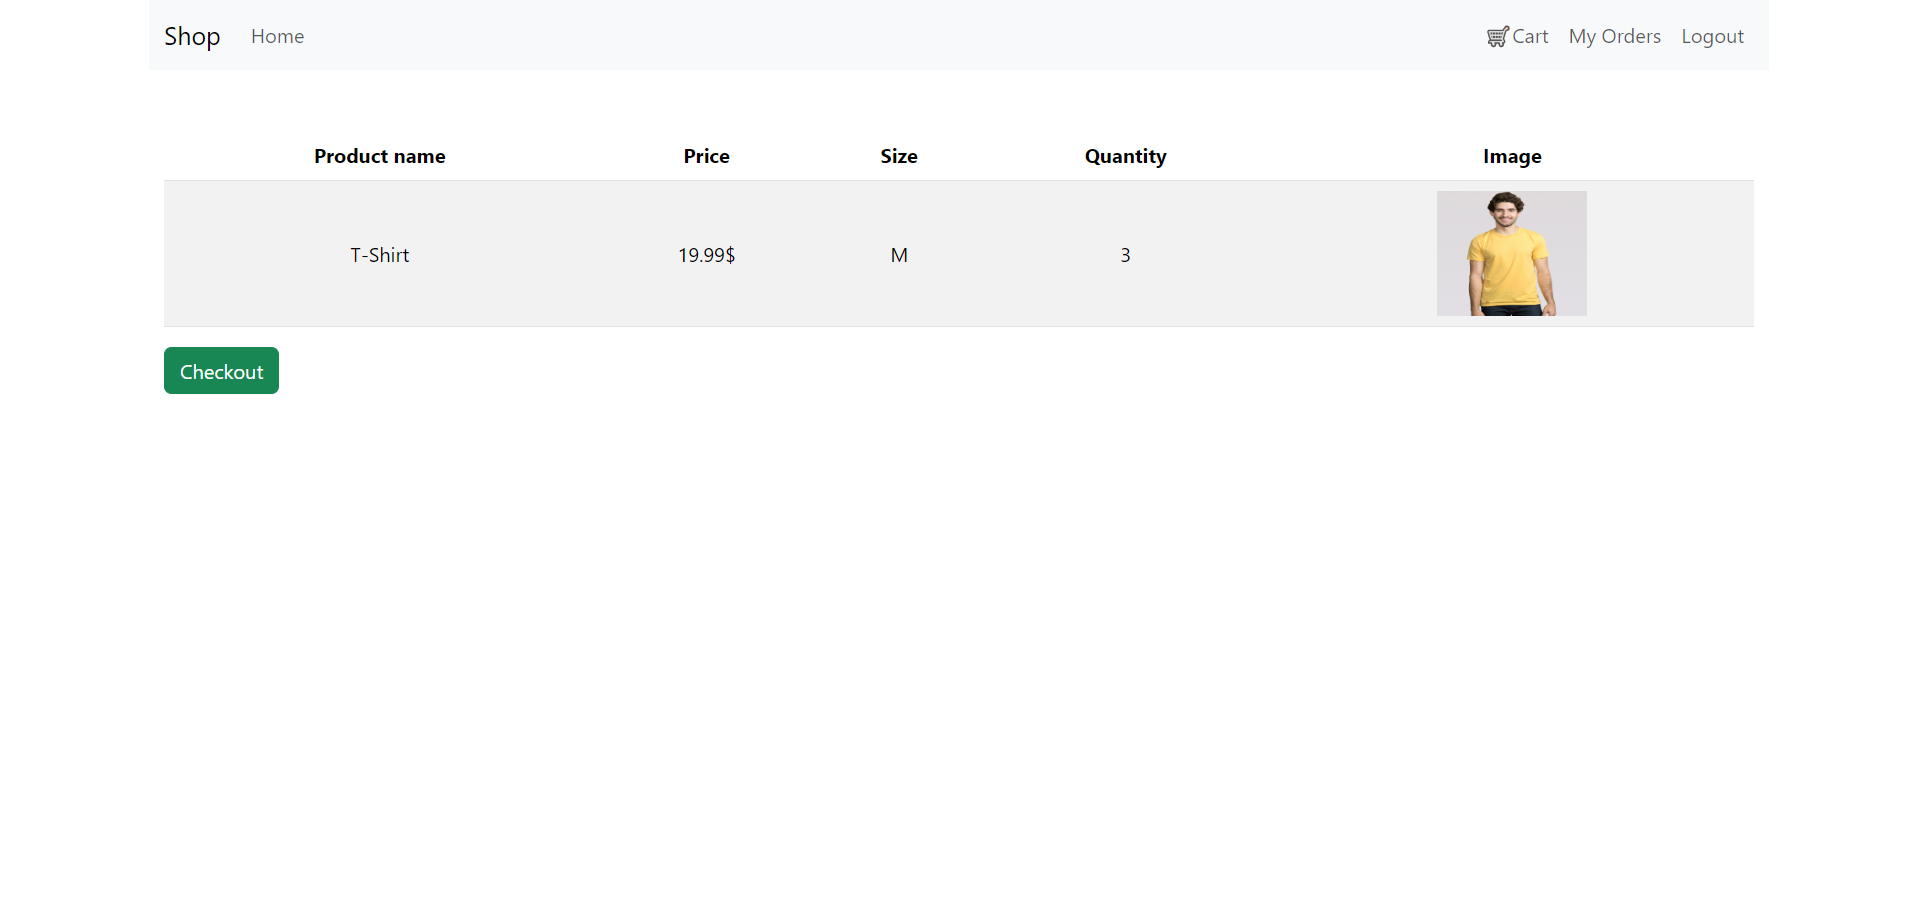 Shop Home Cart My Orders Logout
Product name Price Size Quantity Image
T-Shirt 19.99$ M 3
Checkout